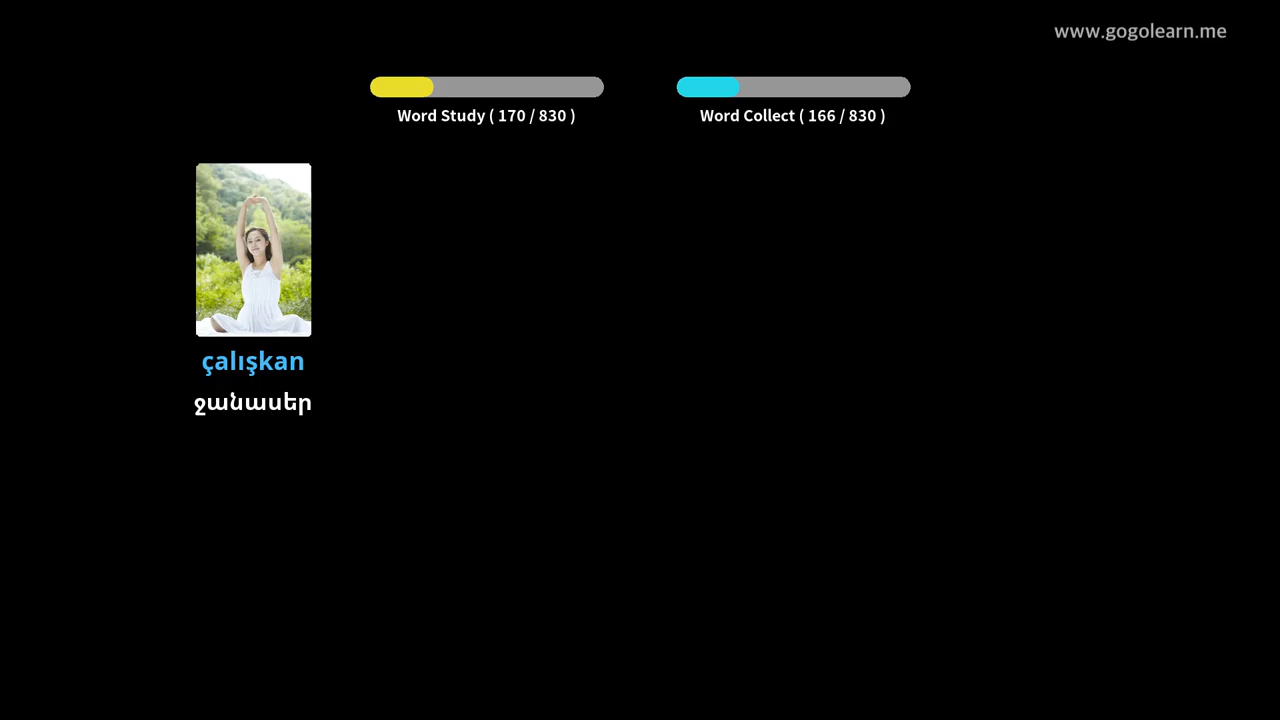 www.gogolearn.me
Word Study ( 170 / 830 )
Word Collect ( 166 / 830 )
çalışkan
ջանասեր